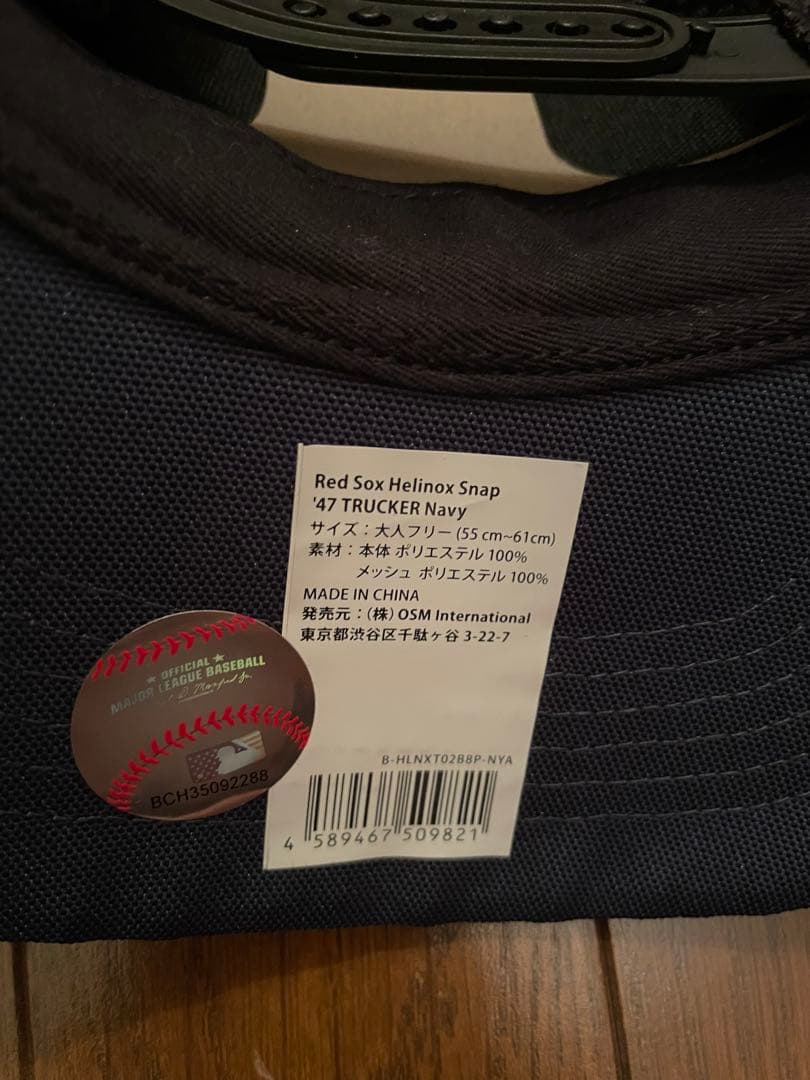 Red Sox Helinox Snap
'47 TRUCKER Navy
サイズ：大人フリー (55 cm~61cm)
素材：本体 ポリエステル 100%
メッシュ ポリエステル 100%
MADE IN CHINA
発売元：(株) OSM International
東京都渋谷区千駄ヶ谷 3-22-7
B-HLNXT02B8P-NYA
4 589467 509821
OFFICIAL
MAJOR LEAGUE BASEBALL
BCH35092288